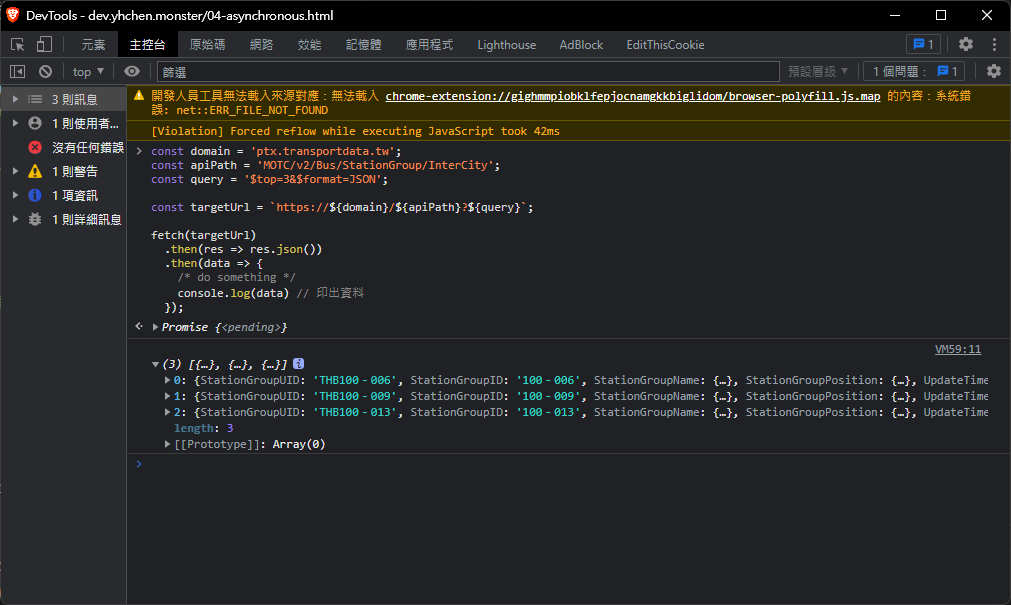 DevTools - dev.yhchen.monster/04-asynchronous.html
元素 主控台 原始碼 網路 效能 記憶體 應用程式 Lighthouse AdBlock EditThisCookie 1
top ▼ 篩選 預設層級 ▼ 1 個問題： 1
3 則訊息
1 則使用者...
沒有任何錯誤
1 則警告
1 項資訊
1 則詳細訊息
開發人員工具無法載入來源對應：無法載入 chrome-extension://gighmmpiobklfepjocnamgkkbiglidom/browser-polyfill.js.map 的內容：系統錯
誤: net::ERR_FILE_NOT_FOUND
[Violation] Forced reflow while executing JavaScript took 42ms
const domain = 'ptx.transportdata.tw';
const apiPath = 'MOTC/v2/Bus/StationGroup/InterCity';
const query = '$top=3&$format=JSON';
const targetUrl = `https://${domain}/${apiPath}?${query}`;
fetch(targetUrl)
.then(res => res.json())
.then(data => {
/* do something */
console.log(data) // 印出資料
});
Promise {<pending>}
VM59:11
(3) [{…}, {…}, {…}]
0: {StationGroupUID: 'THB100-006', StationGroupID: '100-006', StationGroupName: {…}, StationGroupPosition: {…}, UpdateTime
1: {StationGroupUID: 'THB100-009', StationGroupID: '100-009', StationGroupName: {…}, StationGroupPosition: {…}, UpdateTime
2: {StationGroupUID: 'THB100-013', StationGroupID: '100-013', StationGroupName: {…}, StationGroupPosition: {…}, UpdateTime
length: 3
[[Prototype]]: Array(0)